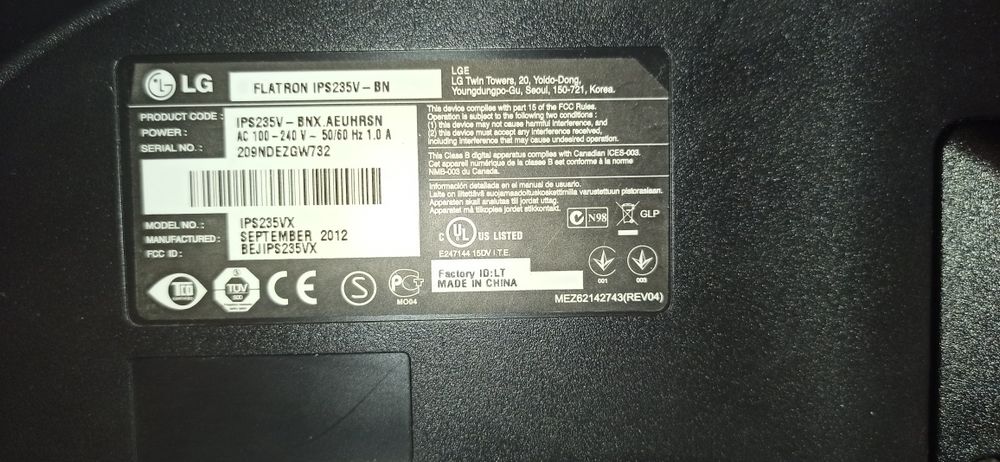 LG
FLATRON IPS235V-BN
LGE
LG Twin Towers, 20, Yoido-Dong,
Youngdungpo-Gu, Seoul, 150-721, Korea.
PRODUCT CODE : IPS235V-BNX.AEUHRSN
POWER : AC 100-240 V ~ 50/60 Hz 1.0 A
SERIAL NO. : 209NDEZGW732
MODEL NO. : IPS235VX
MANUFACTURED : SEPTEMBER 2012
FCC ID : BEJIPS235VX
This device complies with part 15 of the FCC Rules.
Operation is subject to the following two conditions:
(1) this device may not cause harmful interference, and
(2) this device must accept any interference received,
including interference that may cause undesired operation.
This Class B digital apparatus complies with Canadian ICES-003.
Cet appareil numérique de la classe B est conforme à la norme
NMB-003 du Canada.
Información detallada en el manual de usuario.
Laite on liitettävä suojamaadoituskoskettimilla varustettuun pistorasiaan.
Apparaten skall anslutas till jordat uttag.
Apparatet må tilkoples jordet stikkontakt.
C UL US LISTED
E247144 15DV I.T.E.
N98
GLP
Factory ID:LT
MADE IN CHINA
001
003
TCO
TÜV
CE
S
MO04
MEZ62142743(REV04)